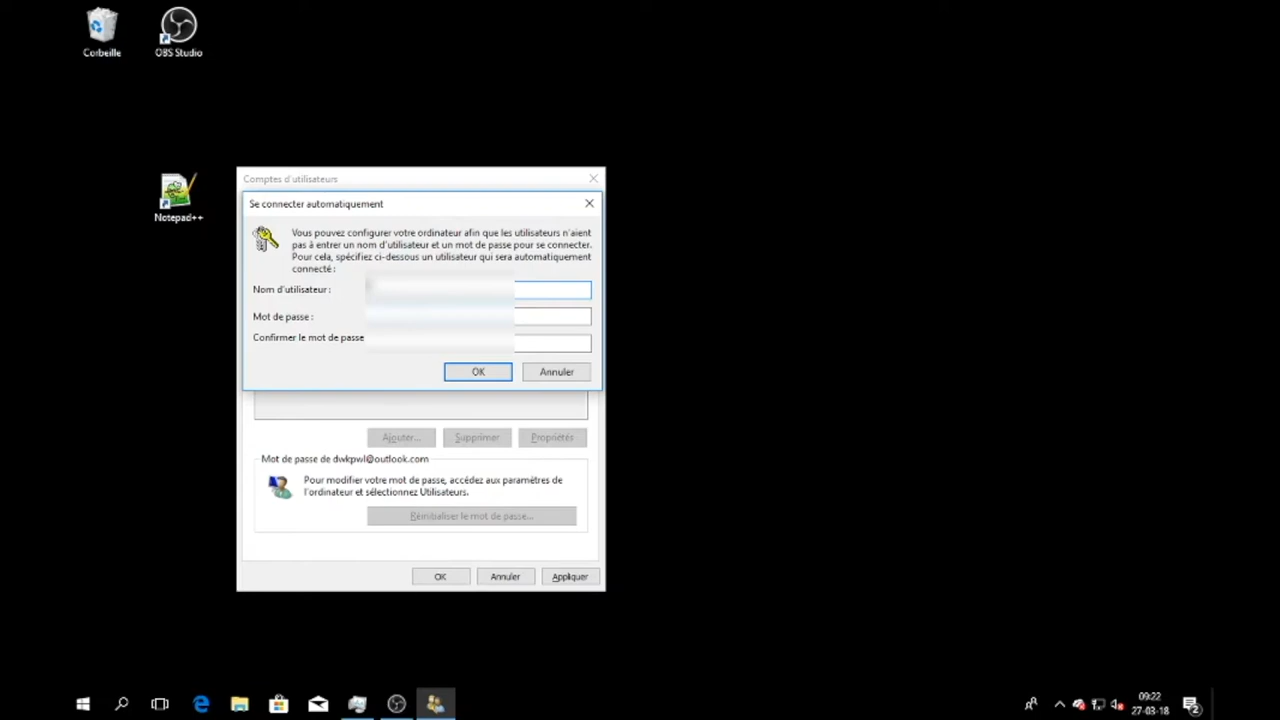 Corbeille
OBS Studio
Notepad++
Comptes d'utilisateurs
Se connecter automatiquement
Vous pouvez configurer votre ordinateur afin que les utilisateurs n'aient
pas à entrer un nom d'utilisateur et un mot de passe pour se connecter.
Pour cela, spécifiez ci-dessous un utilisateur qui sera automatiquement
connecté :
Nom d'utilisateur :
Mot de passe :
Confirmer le mot de passe
OK
Annuler
Ajouter...
Supprimer
Propriétés
Mot de passe de dwkpwl@outlook.com
Pour modifier votre mot de passe, accédez aux paramètres de
l'ordinateur et sélectionnez Utilisateurs.
Réinitialiser le mot de passe...
OK
Annuler
Appliquer
09:22
27-03-18
2